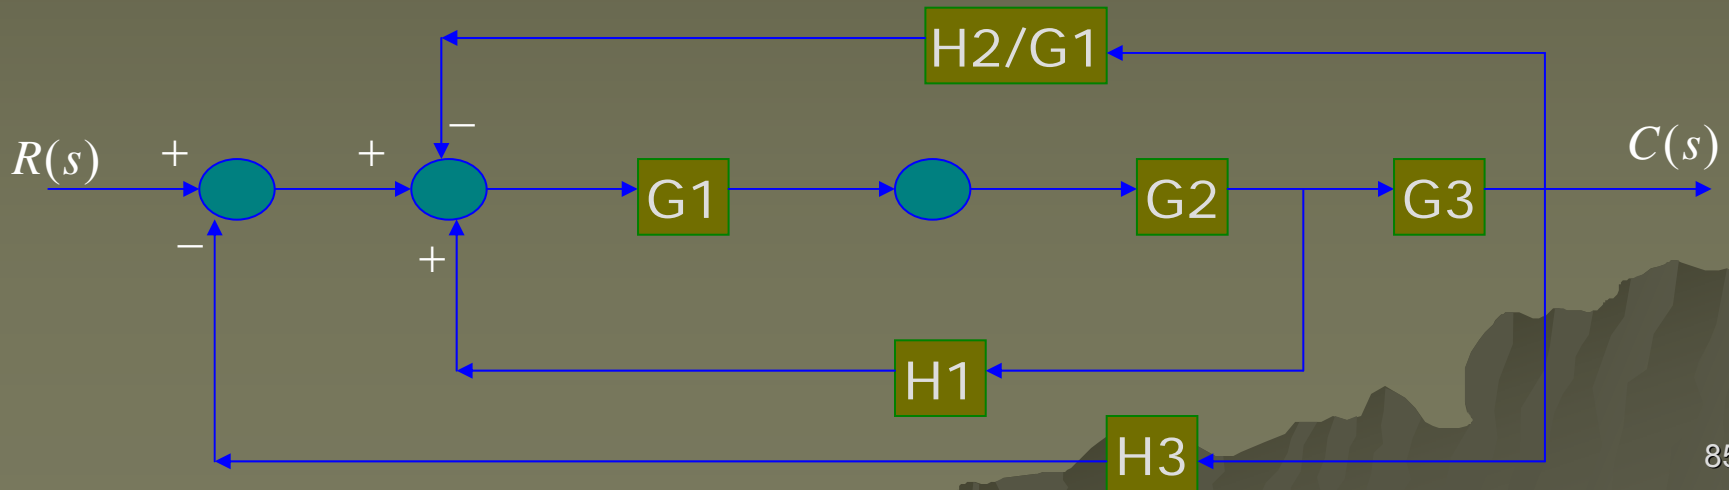 H2/G1
−
R(s)
+
+
C(s)
G1
G2
G3
−
+
H1
H3
85